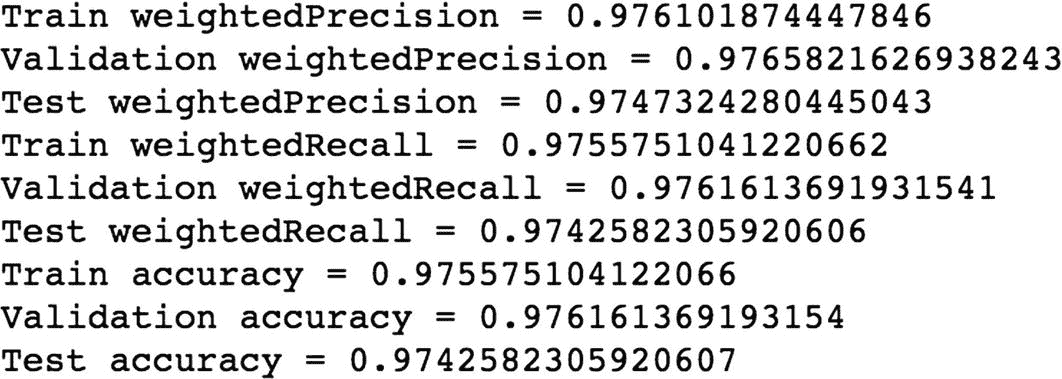 Train weightedPrecision = 0.976101874447846
Validation weightedPrecision = 0.9765821626938243
Test weightedPrecision = 0.9747324280445043
Train weightedRecall = 0.9755751041220662
Validation weightedRecall = 0.9761613691931541
Test weightedRecall = 0.9742582305920606
Train accuracy = 0.975575104122066
Validation accuracy = 0.976161369193154
Test accuracy = 0.9742582305920607